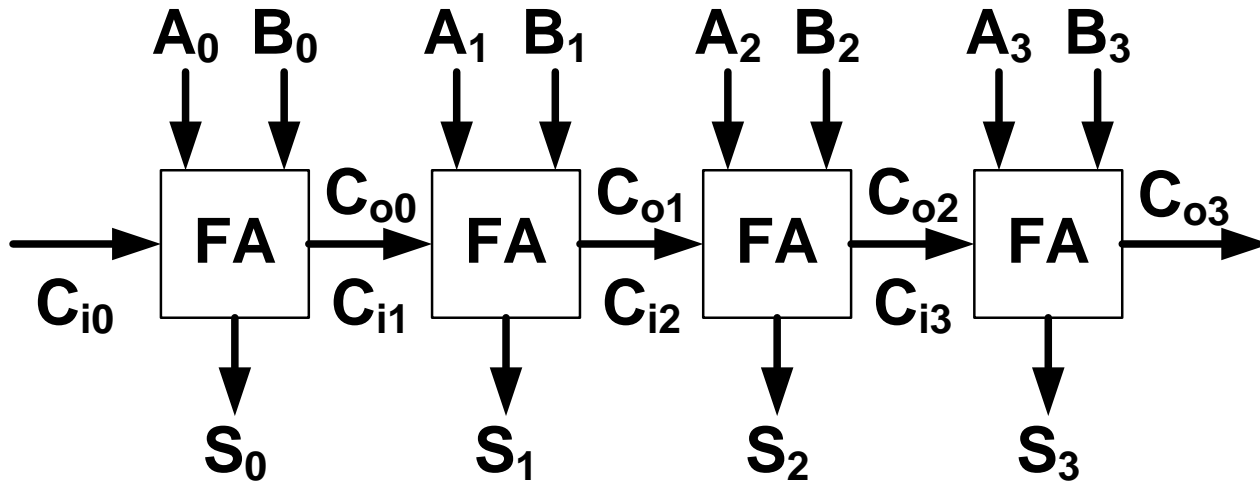 A0 B0 A1 B1 A2 B2 A3 B3
Co0 Co1 Co2 Co3
FA FA FA FA
Ci0 Ci1 Ci2 Ci3
S0 S1 S2 S3